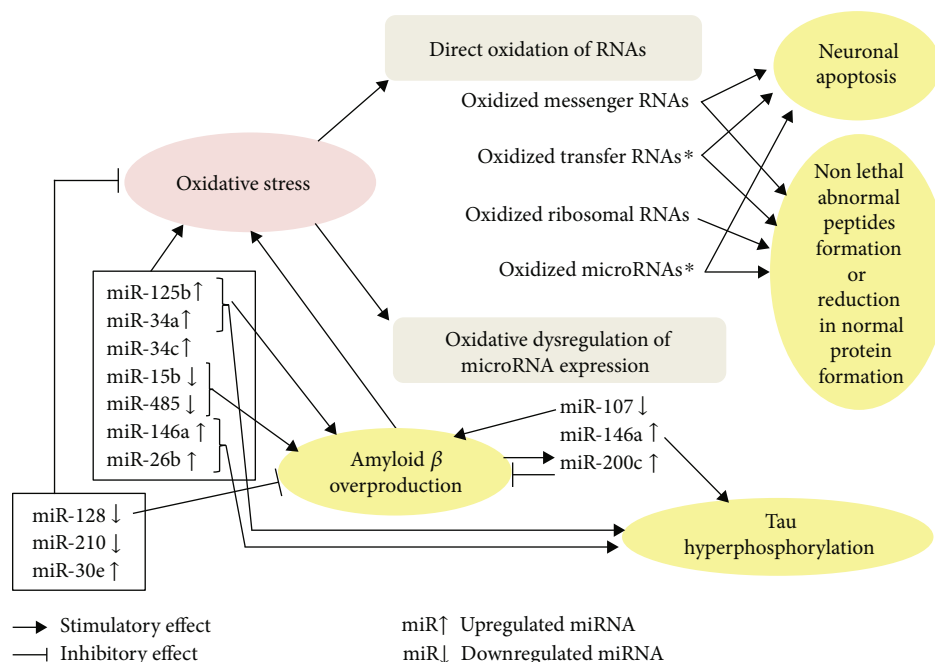 Direct oxidation of RNAs
Neuronal
apoptosis
Oxidized messenger RNAs
Oxidized transfer RNAs*
Oxidized ribosomal RNAs
Oxidized microRNAs*
Non lethal
abnormal
peptides
formation
or
reduction
in normal
protein
formation
Oxidative stress
miR-125b↑
miR-34a↑
miR-34c↑
miR-15b↓
miR-485↓
miR-146a↑
miR-26b↑
Oxidative dysregulation of
microRNA expression
miR-107↓
miR-146a↑
miR-200c↑
Amyloid β
overproduction
miR-128↓
miR-210↓
miR-30e↑
Tau
hyperphosphorylation
Stimulatory effect
Inhibitory effect
miR↑ Upregulated miRNA
miR↓ Downregulated miRNA